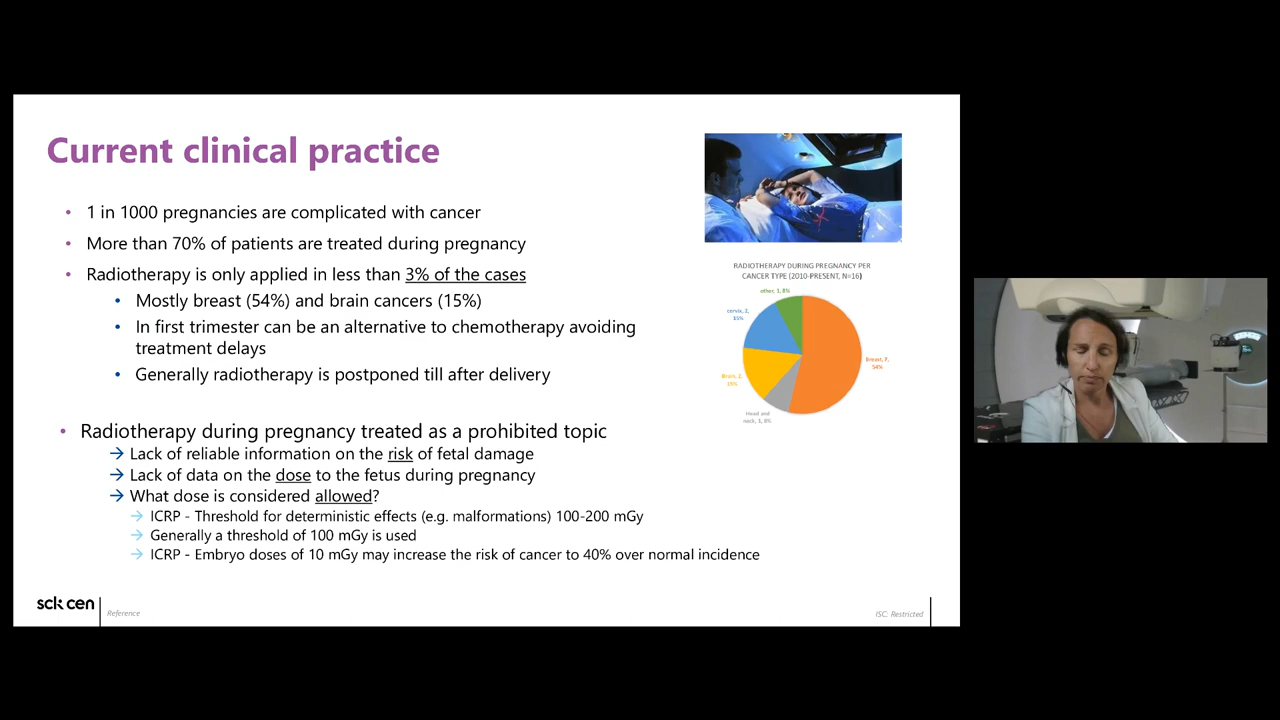 Current clinical practice
• 1 in 1000 pregnancies are complicated with cancer
• More than 70% of patients are treated during pregnancy
• Radiotherapy is only applied in less than 3% of the cases
• Mostly breast (54%) and brain cancers (15%)
• In first trimester can be an alternative to chemotherapy avoiding
treatment delays
• Generally radiotherapy is postponed till after delivery
• Radiotherapy during pregnancy treated as a prohibited topic
→ Lack of reliable information on the risk of fetal damage
→ Lack of data on the dose to the fetus during pregnancy
→ What dose is considered allowed?
→ ICRP - Threshold for deterministic effects (e.g. malformations) 100-200 mGy
→ Generally a threshold of 100 mGy is used
→ ICRP - Embryo doses of 10 mGy may increase the risk of cancer to 40% over normal incidence
RADIOTHERAPY DURING PREGNANCY PER
CANCER TYPE (2010-PRESENT, N=16)
other, 1, 8%
cervix, 2,
15%
Breast, 7,
54%
Brain, 2,
15%
Head and
neck, 1, 8%
sck cen
Reference
ISC: Restricted